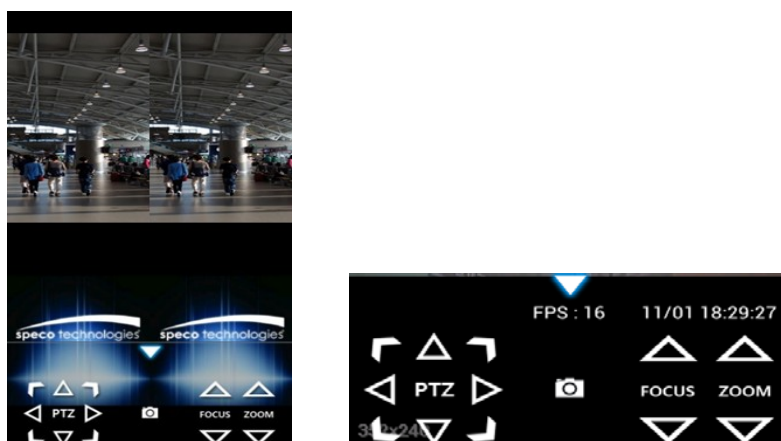 speco technologies speco technologies
PTZ FOCUS ZOOM
FPS : 16 11/01 18:29:27
PTZ FOCUS ZOOM